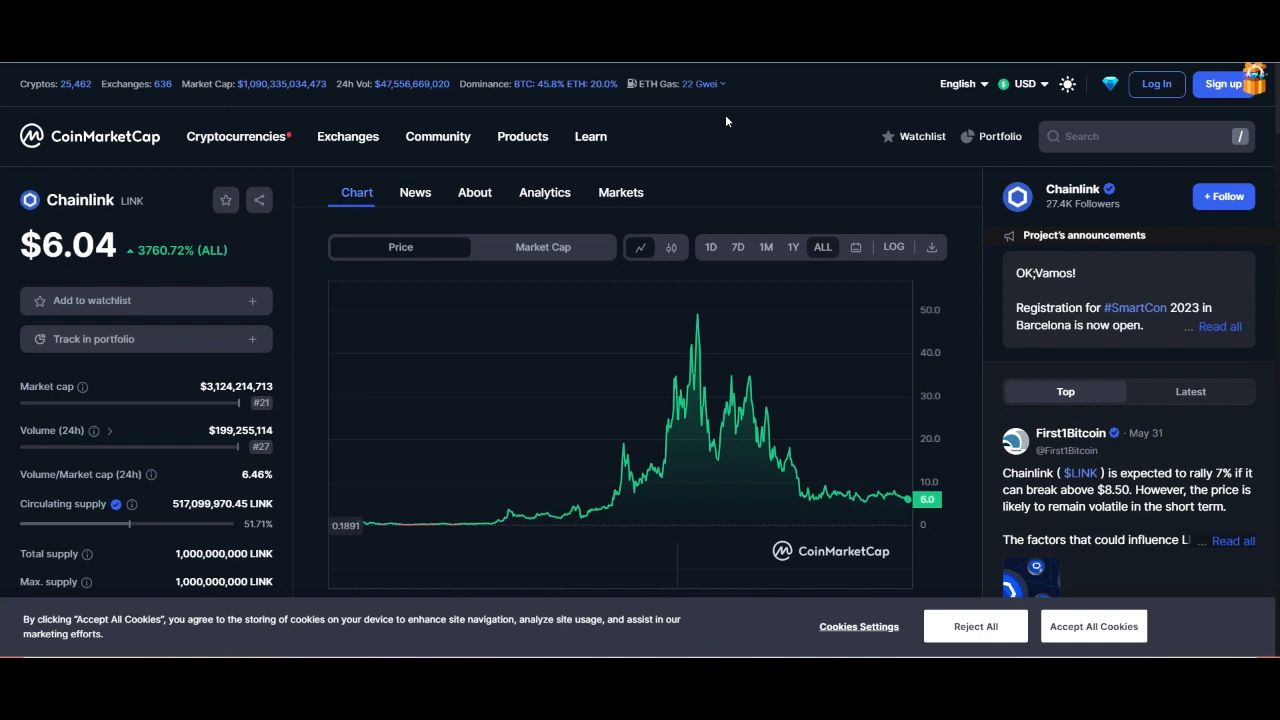 Cryptos: 25,462 Exchanges: 636 Market Cap: $1,090,335,034,473 24h Vol: $47,556,669,020 Dominance: BTC: 45.8% ETH: 20.0% ETH Gas: 22 Gwei
English USD Log In Sign up
CoinMarketCap Cryptocurrencies Exchanges Community Products Learn Watchlist Portfolio Search /
Chainlink LINK
$6.04 3760.72% (ALL)
Add to watchlist +
Track in portfolio +
Market cap $3,124,214,713
#21
Volume (24h) $199,255,114
#27
Volume/Market cap (24h) 6.46%
Circulating supply 517,099,970.45 LINK
51.71%
Total supply 1,000,000,000 LINK
Max. supply 1,000,000,000 LINK
Chart News About Analytics Markets
Price Market Cap 1D 7D 1M 1Y ALL LOG
50.0
40.0
30.0
20.0
10.0
6.0
0
0.1891
CoinMarketCap
Chainlink
27.4K Followers
+ Follow
Project's announcements
OK;Vamos!
Registration for #SmartCon 2023 in
Barcelona is now open. ... Read all
Top Latest
First1Bitcoin · May 31
@First1Bitcoin
Chainlink ( $LINK ) is expected to rally 7% if it
can break above $8.50. However, the price is
likely to remain volatile in the short term.
The factors that could influence LI ... Read all
By clicking “Accept All Cookies”, you agree to the storing of cookies on your device to enhance site navigation, analyze site usage, and assist in our
marketing efforts.
Cookies Settings Reject All Accept All Cookies